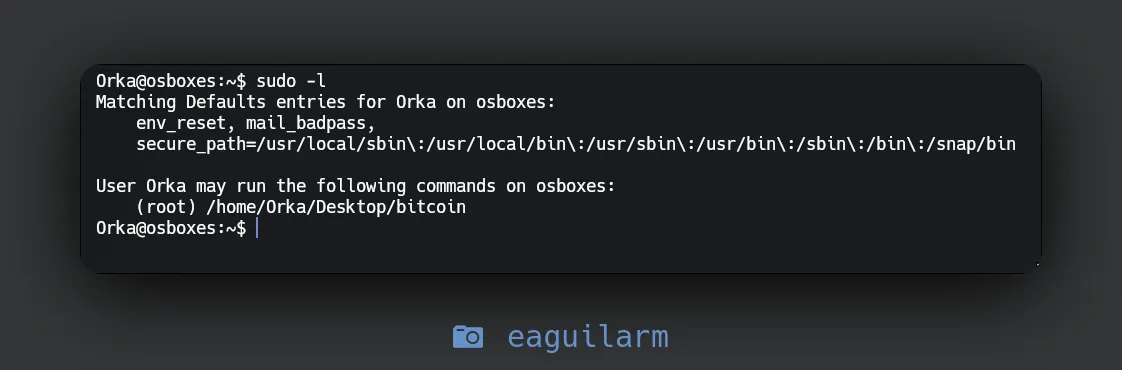 Orka@osboxes:~$ sudo -l
Matching Defaults entries for Orka on osboxes:
    env_reset, mail_badpass,
    secure_path=/usr/local/sbin\:/usr/local/bin\:/usr/sbin\:/usr/bin\:/sbin\:/bin\:/snap/bin

User Orka may run the following commands on osboxes:
    (root) /home/Orka/Desktop/bitcoin
Orka@osboxes:~$
eaguilarm